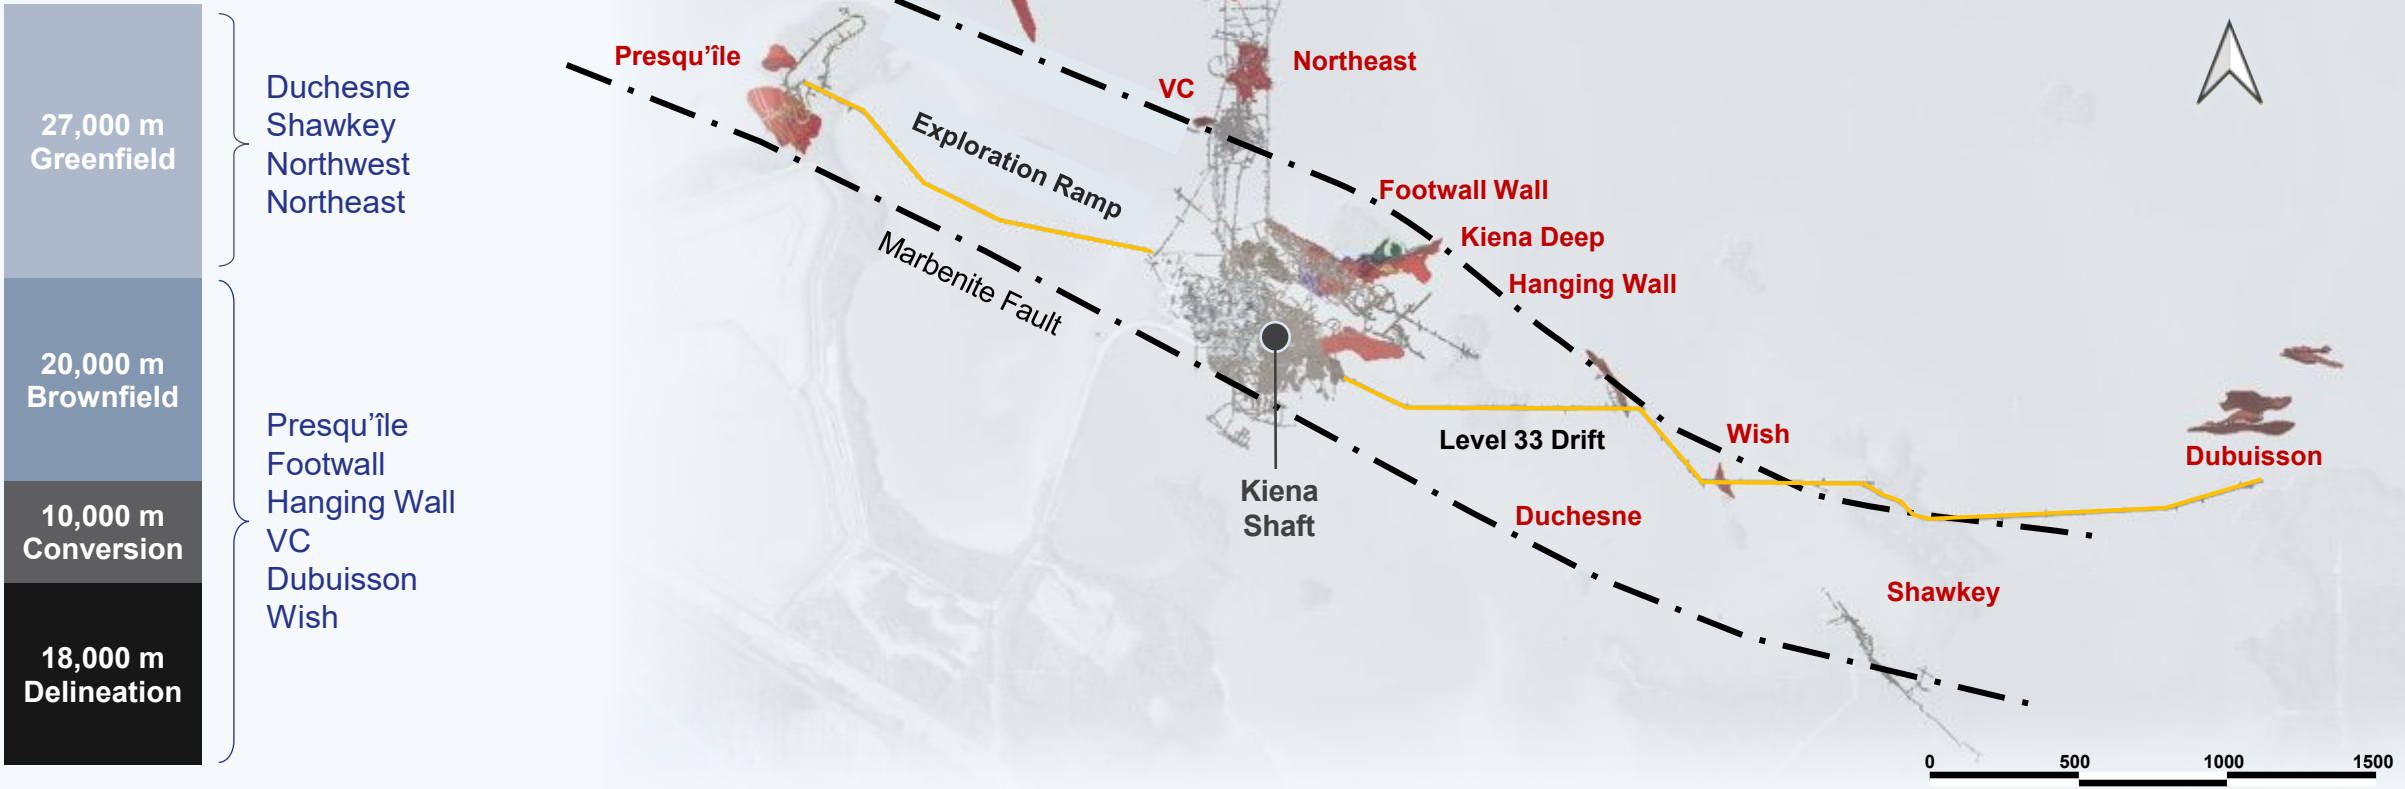 27,000 m
Greenfield
Duchesne
Shawkey
Northwest
Northeast
20,000 m
Brownfield
10,000 m
Conversion
18,000 m
Delineation
Presqu’île
Footwall
Hanging Wall
VC
Dubuisson
Wish
Presqu’île
VC
Northeast
Exploration Ramp
Footwall Wall
Kiena Deep
Hanging Wall
Marbenite Fault
Level 33 Drift
Wish
Dubuisson
Kiena
Shaft
Duchesne
Shawkey
0 500 1000 1500